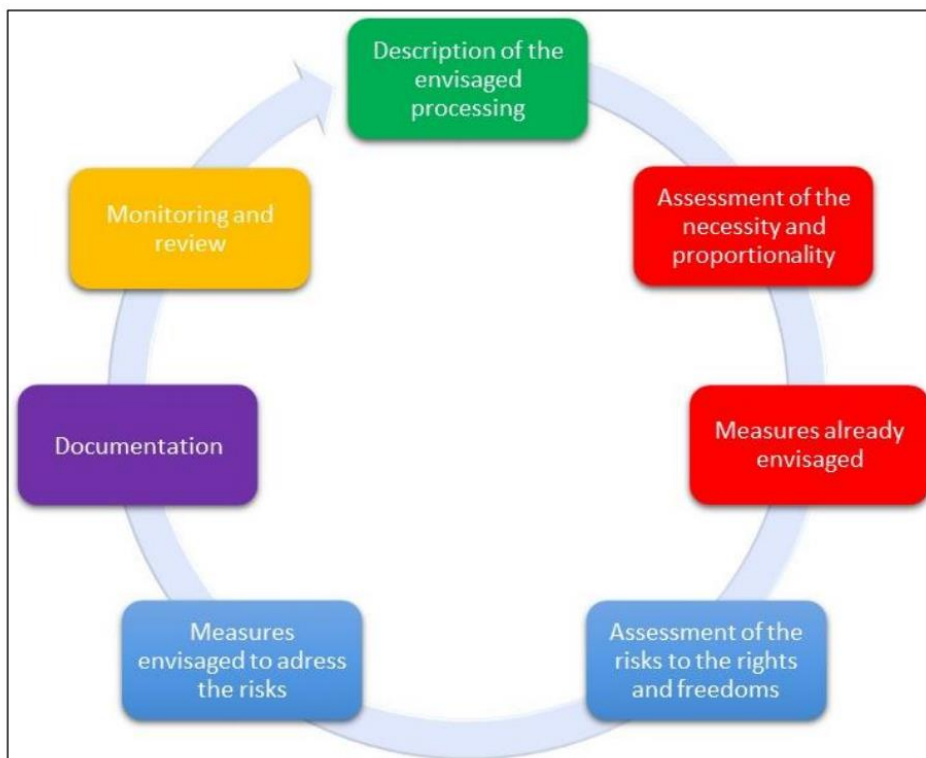 Description of the
envisaged
processing
Assessment of the
necessity and
proportionality
Measures already
envisaged
Assessment of the
risks to the rights
and freedoms
Measures
envisaged to adress
the risks
Documentation
Monitoring and
review